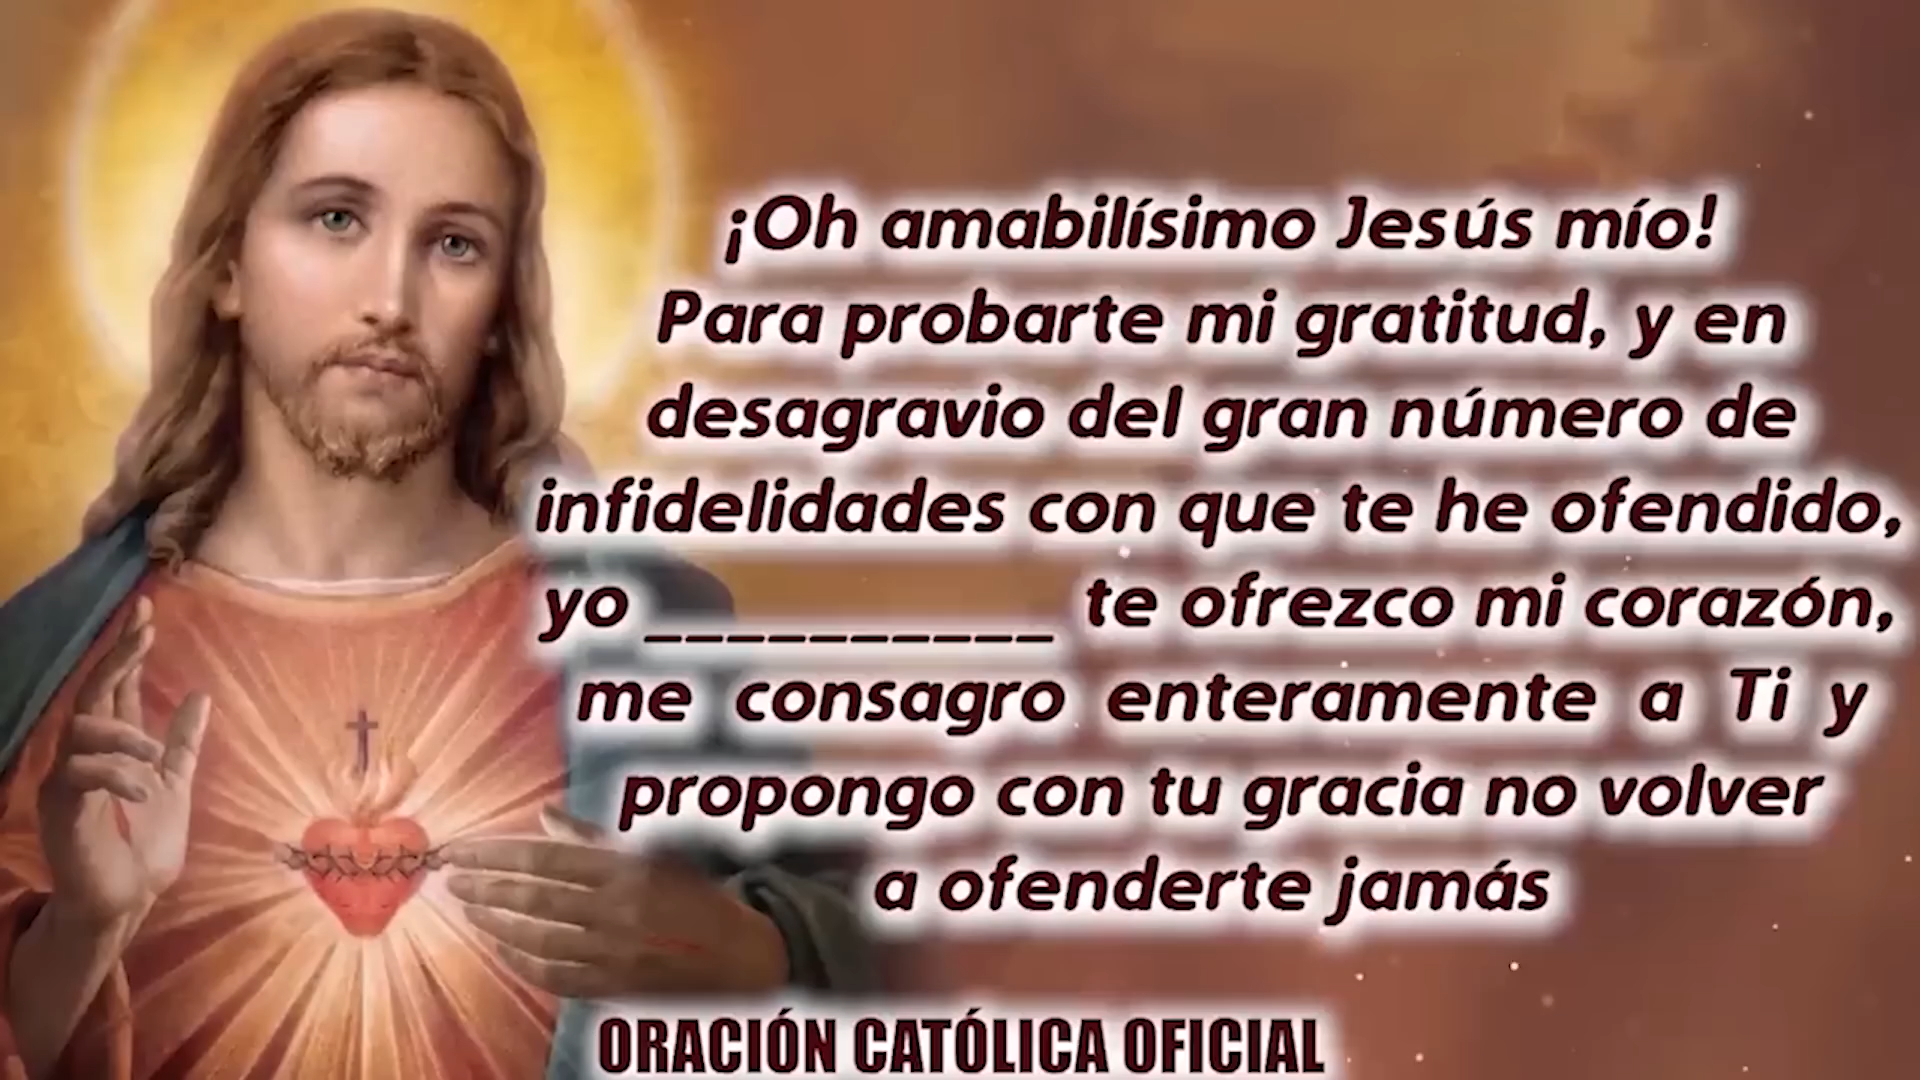 ¡Oh amabilísimo Jesús mío!
Para probarte mi gratitud, y en
desagravio del gran número de
infidelidades con que te he ofendido,
yo __________ te ofrezco mi corazón,
me consagro enteramente a Ti y
propongo con tu gracia no volver
a ofenderte jamás
ORACIÓN CATÓLICA OFICIAL